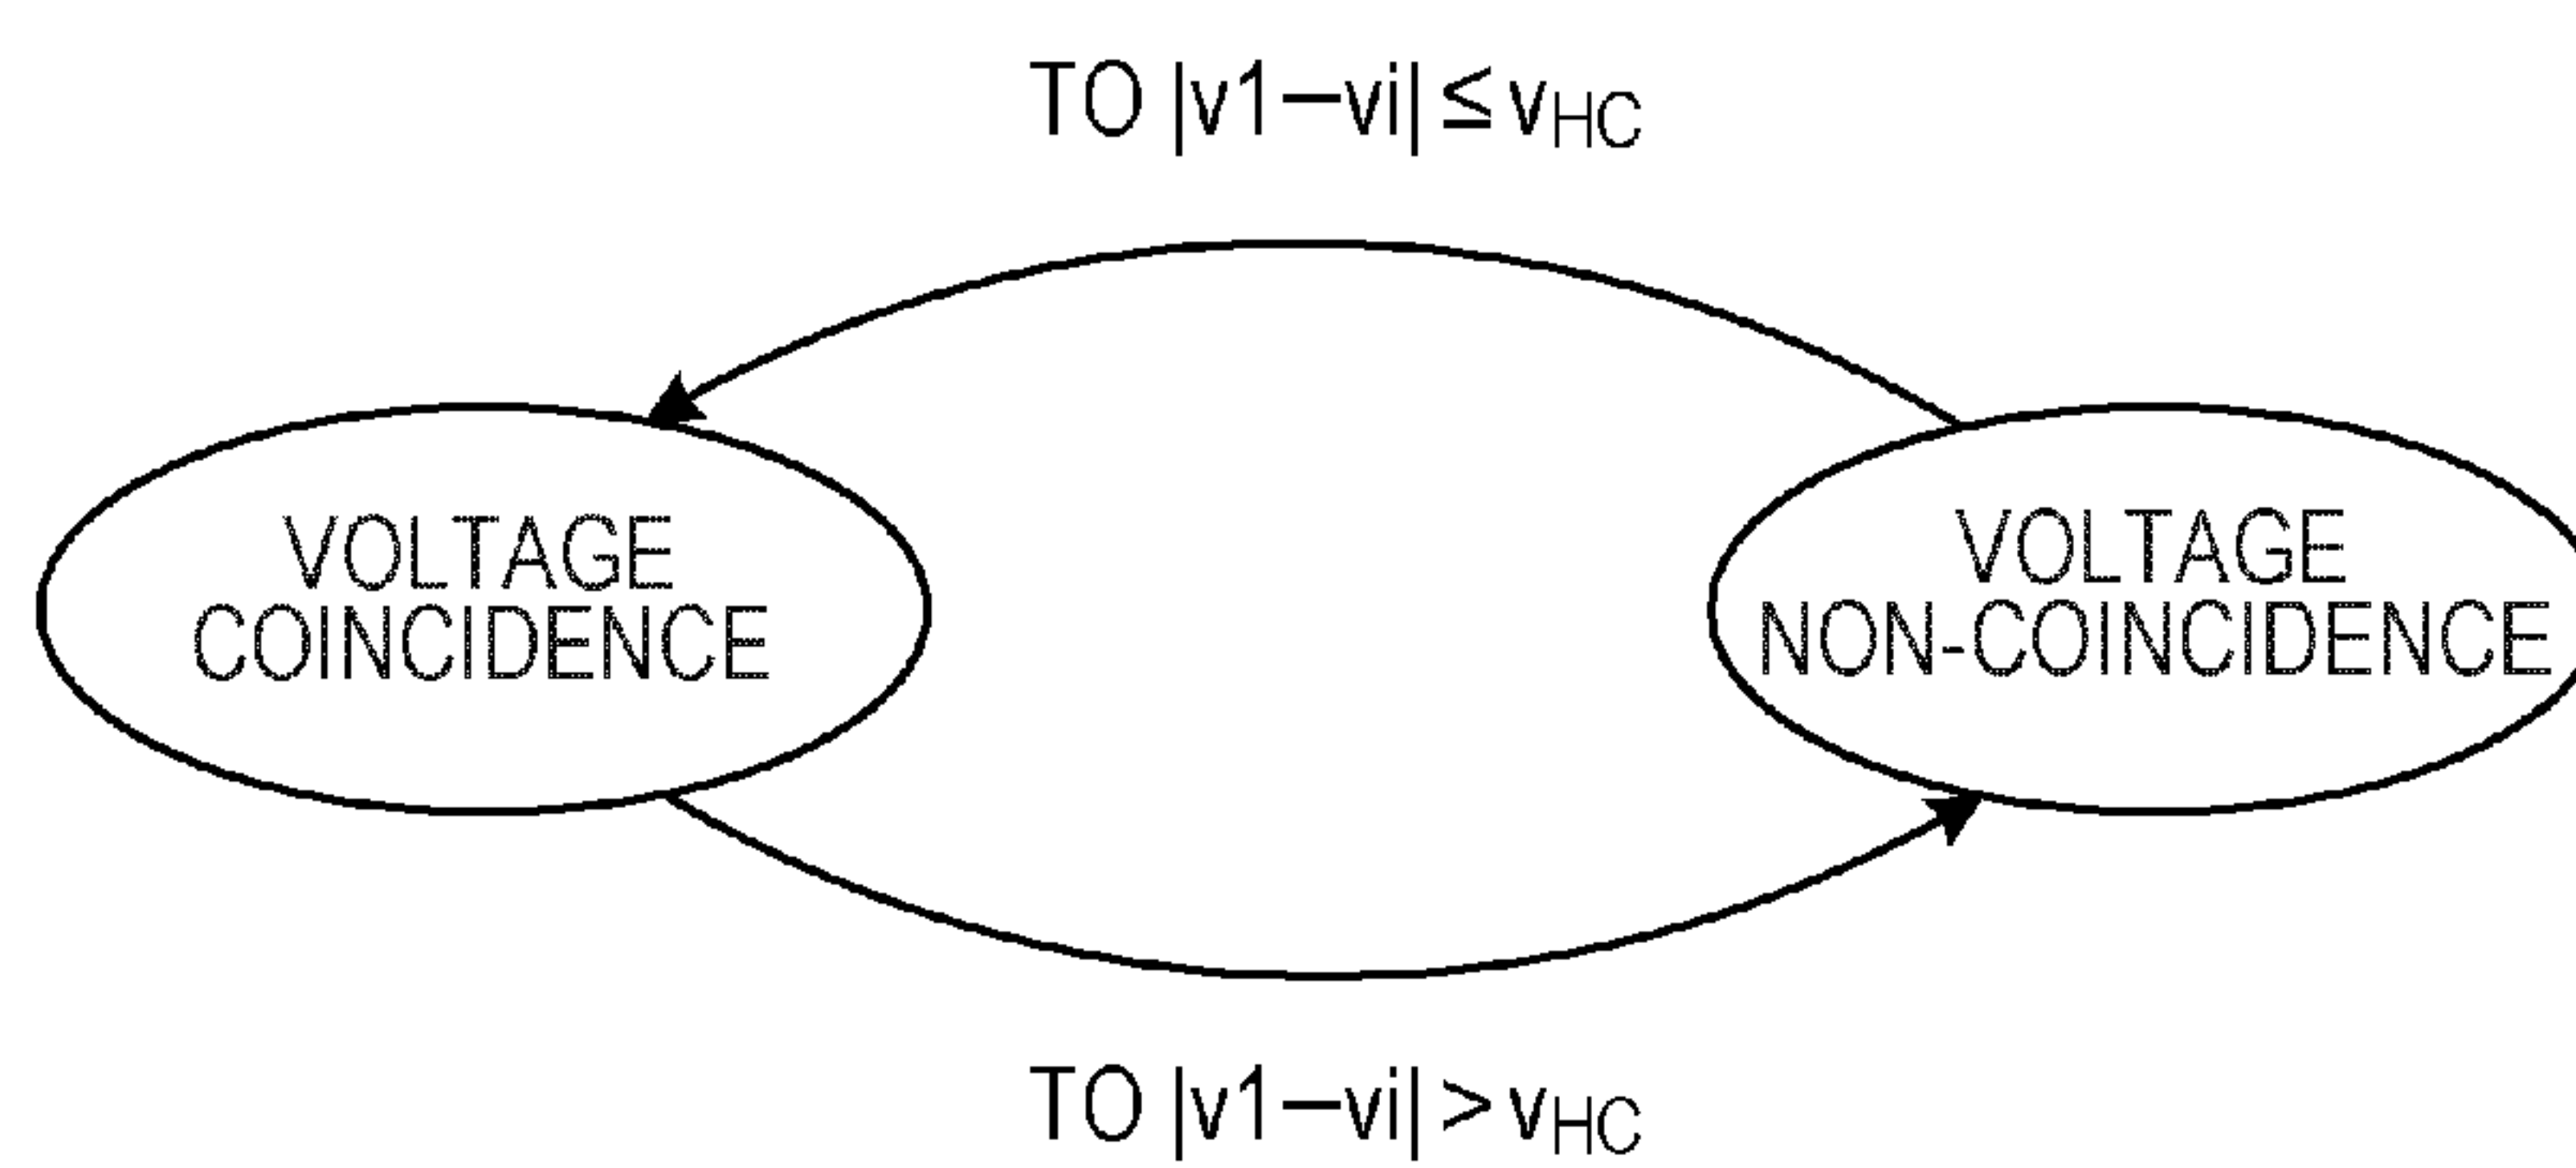 TO |v1−vi| ≤ vHC
VOLTAGE
COINCIDENCE
VOLTAGE
NON-COINCIDENCE
TO |v1−vi| > vHC